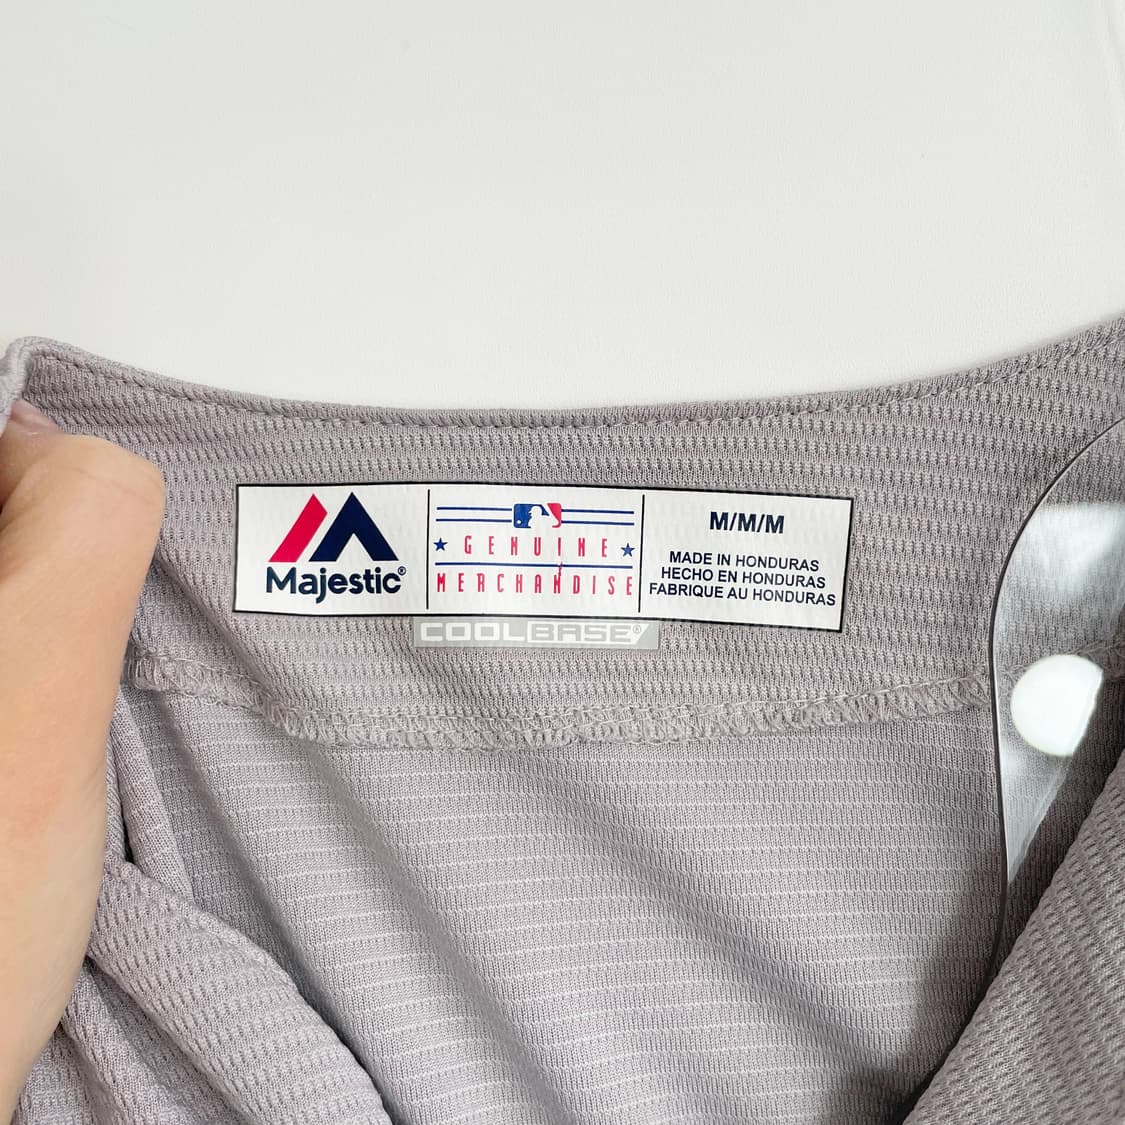 Majestic®
GENUINE
MERCHANDISE
M/M/M
MADE IN HONDURAS
HECHO EN HONDURAS
FABRIQUE AU HONDURAS
COOLBASE®